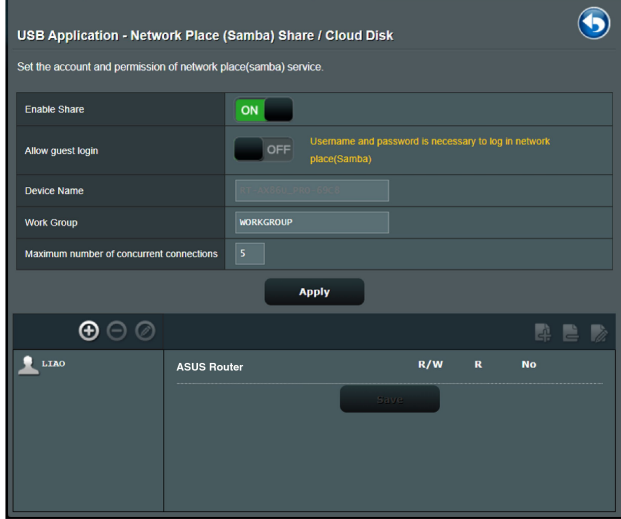 USB Application - Network Place (Samba) Share / Cloud Disk
Set the account and permission of network place(samba) service.
Enable Share
ON
Allow guest login
OFF
Username and password is necessary to log in network
place(Samba)
Device Name
Work Group
WORKGROUP
Maximum number of concurrent connections
5
Apply
LIAO
ASUS Router
R/W
R
No
Save